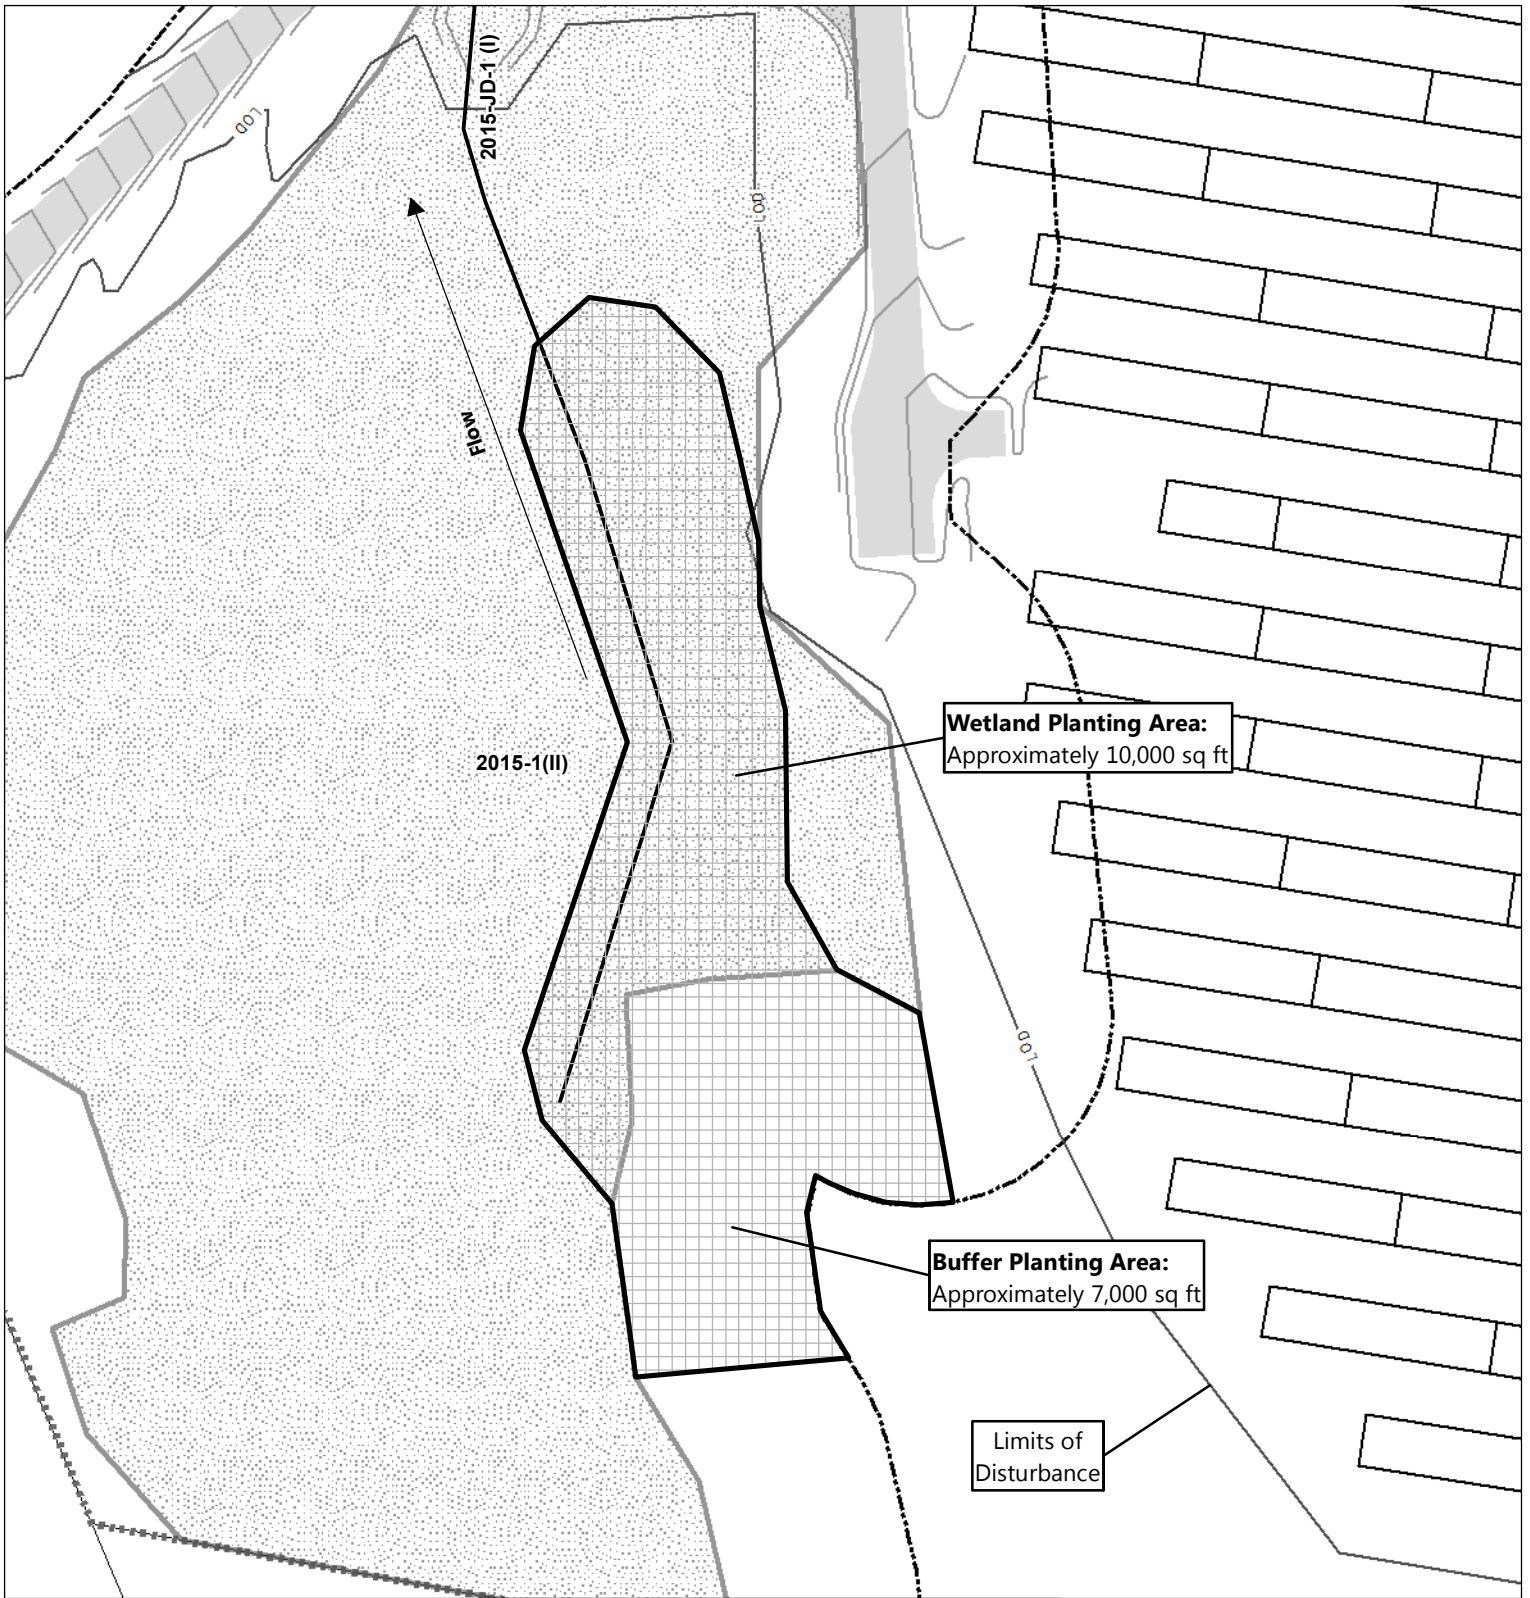 2015-JD-1 (I)
LOD
LOD
Flow
2015-1(II)
Wetland Planting Area:
Approximately 10,000 sq ft
LOD
Buffer Planting Area:
Approximately 7,000 sq ft
Limits of
Disturbance